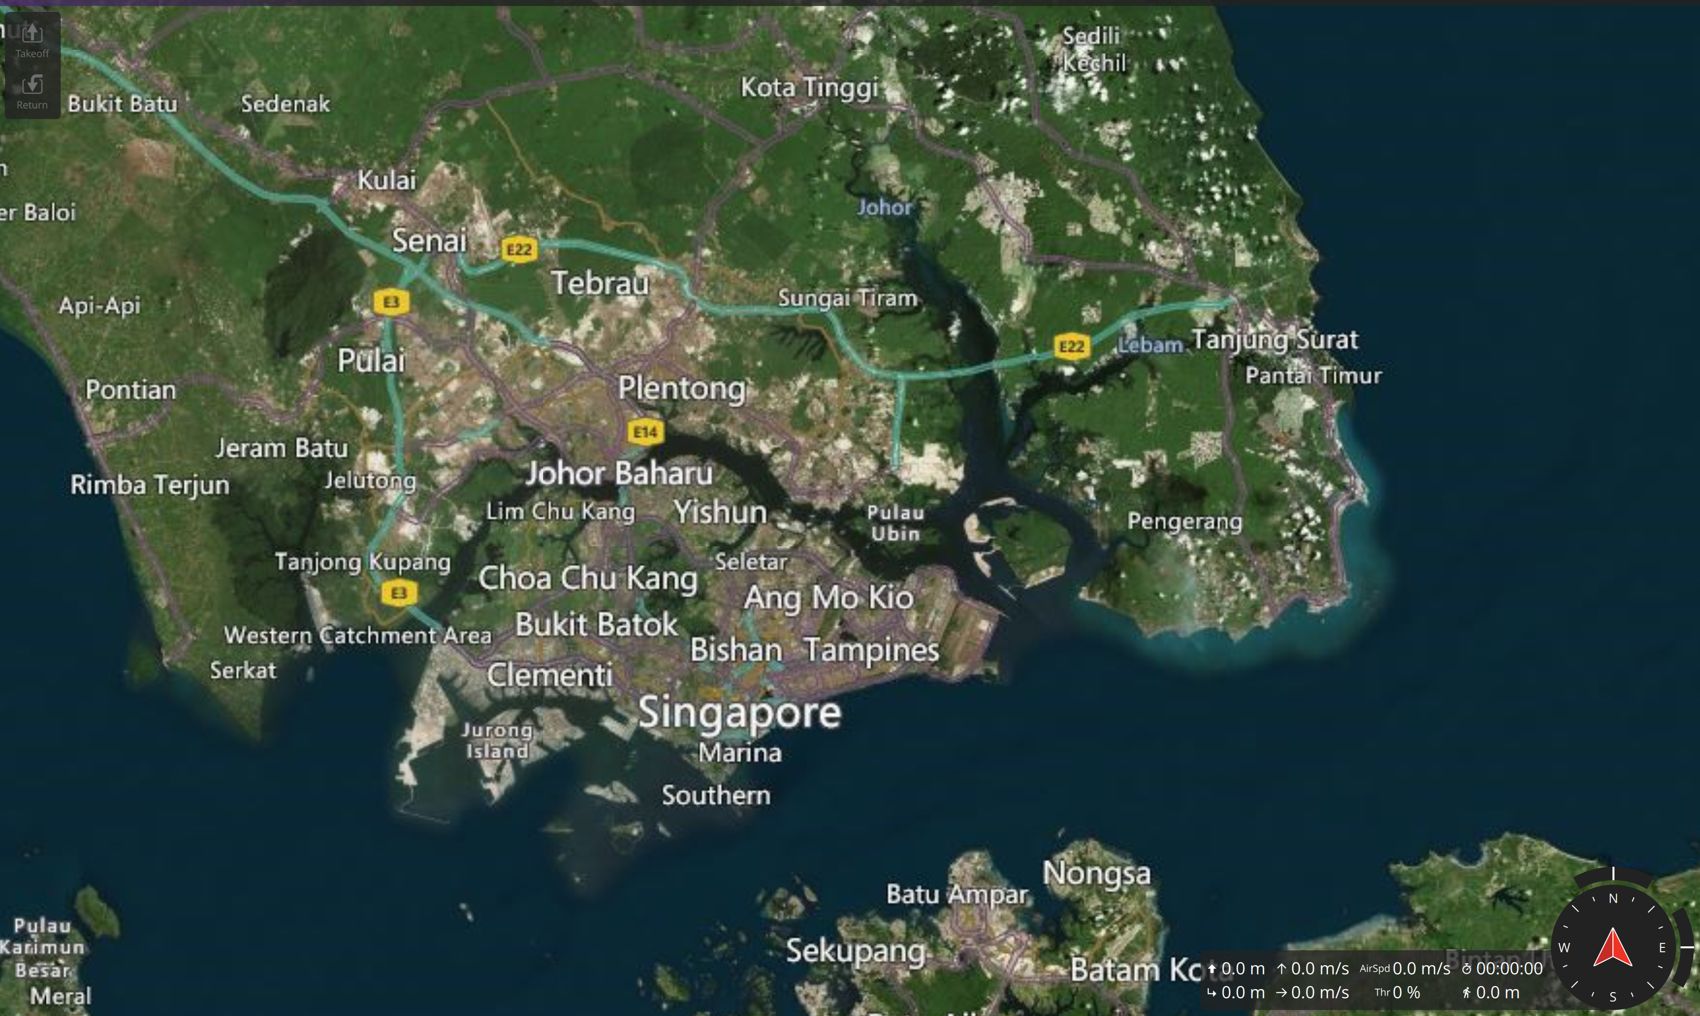 Takeoff
Return
Sedili
Kechil
Bukit Batu
Sedenak
Kota Tinggi
Kulai
er Baloi
Johor
Senai
E22
Tebrau
Api-Api
E3
Sungai Tiram
E22
Lebam
Tanjung Surat
Pulai
Pontian
Plentong
Pantai Timur
E14
Jeram Batu
Rimba Terjun
Jelutong
Johor Baharu
Lim Chu Kang
Yishun
Pulau
Ubin
Pengerang
Tanjong Kupang
Seletar
Choa Chu Kang
E3
Ang Mo Kio
Western Catchment Area
Bukit Batok
Bishan
Tampines
Serkat
Clementi
Singapore
Jurong
Island
Marina
Southern
Nongsa
Batu Ampar
Pulau
Karimun
Besar
Meral
Sekupang
Batam Ko
N
W
E
S
0.0 m
0.0 m/s
AirSpd 0.0 m/s
00:00:00
0.0 m
0.0 m/s
Thr 0 %
0.0 m